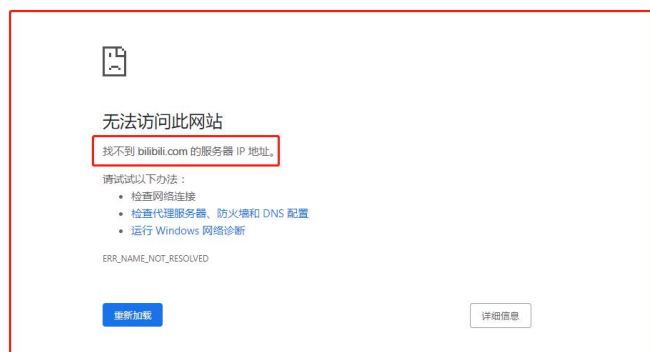 无法访问此网站
找不到 bilibili.com 的服务器 IP 地址。
请试试以下办法：
• 检查网络连接
• 检查代理服务器、防火墙和 DNS 配置
• 运行 Windows 网络诊断
ERR_NAME_NOT_RESOLVED
重新加载
详细信息